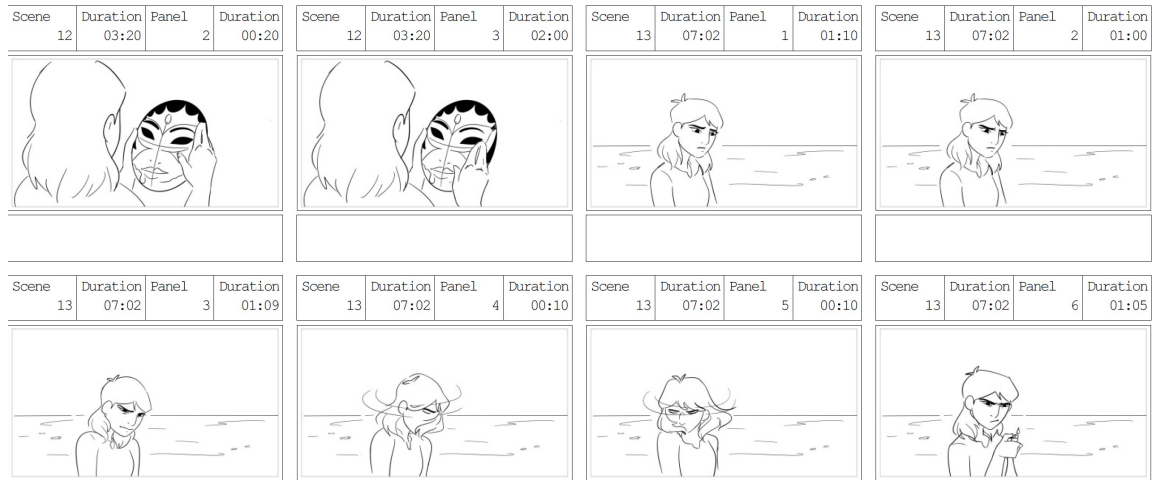 Scene Duration Panel Duration
12 03:20 2 00:20
Scene Duration Panel Duration
12 03:20 3 02:00
Scene Duration Panel Duration
13 07:02 1 01:10
Scene Duration Panel Duration
13 07:02 2 01:00
Scene Duration Panel Duration
13 07:02 3 01:09
Scene Duration Panel Duration
13 07:02 4 00:10
Scene Duration Panel Duration
13 07:02 5 00:10
Scene Duration Panel Duration
13 07:02 6 01:05